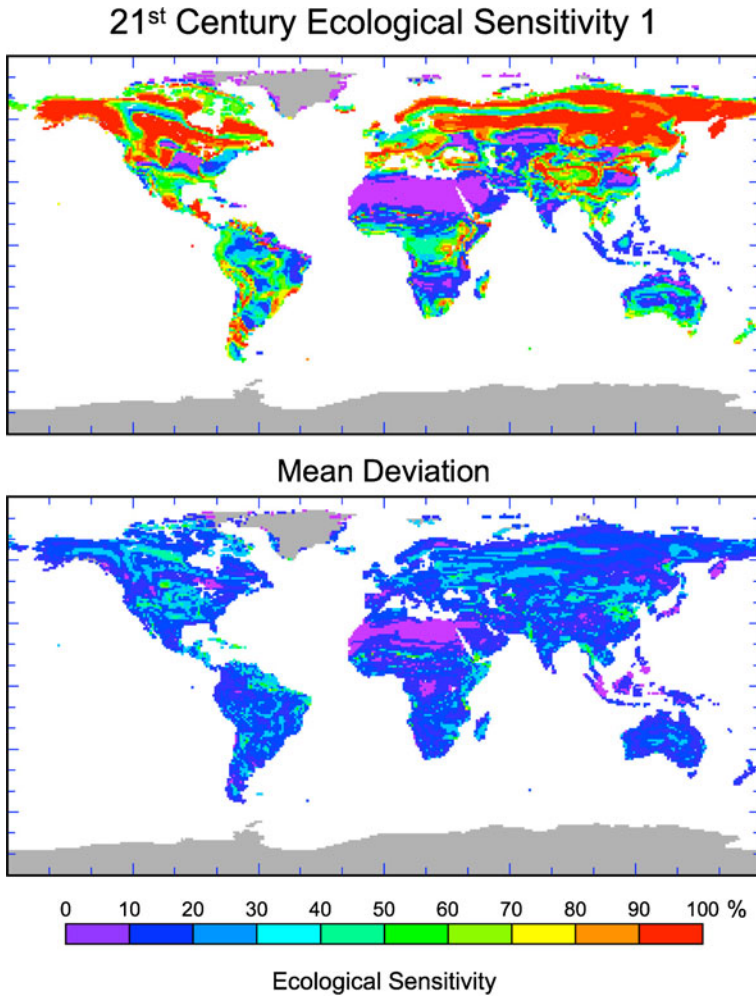 21st Century Ecological Sensitivity 1
Mean Deviation
0 10 20 30 40 50 60 70 80 90 100 %
Ecological Sensitivity